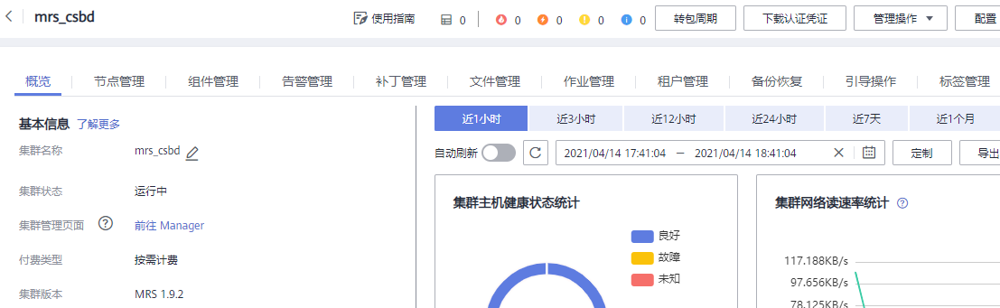 mrs_csbd
使用指南 0 0 0 0 0 转包周期 下载认证凭证 管理操作 配置
概览 节点管理 组件管理 告警管理 补丁管理 文件管理 作业管理 租户管理 备份恢复 引导操作 标签管理
基本信息 了解更多
集群名称 mrs_csbd
集群状态 运行中
集群管理页面 前往 Manager
付费类型 按需计费
集群版本 MRS 1.9.2
近1小时 近3小时 近12小时 近24小时 近7天 近1个月
自动刷新 2021/04/14 17:41:04 – 2021/04/14 18:41:04 定制 导出
集群主机健康状态统计
良好
故障
未知
集群网络读速率统计
117.188KB/s
97.656KB/s
78.125KB/s